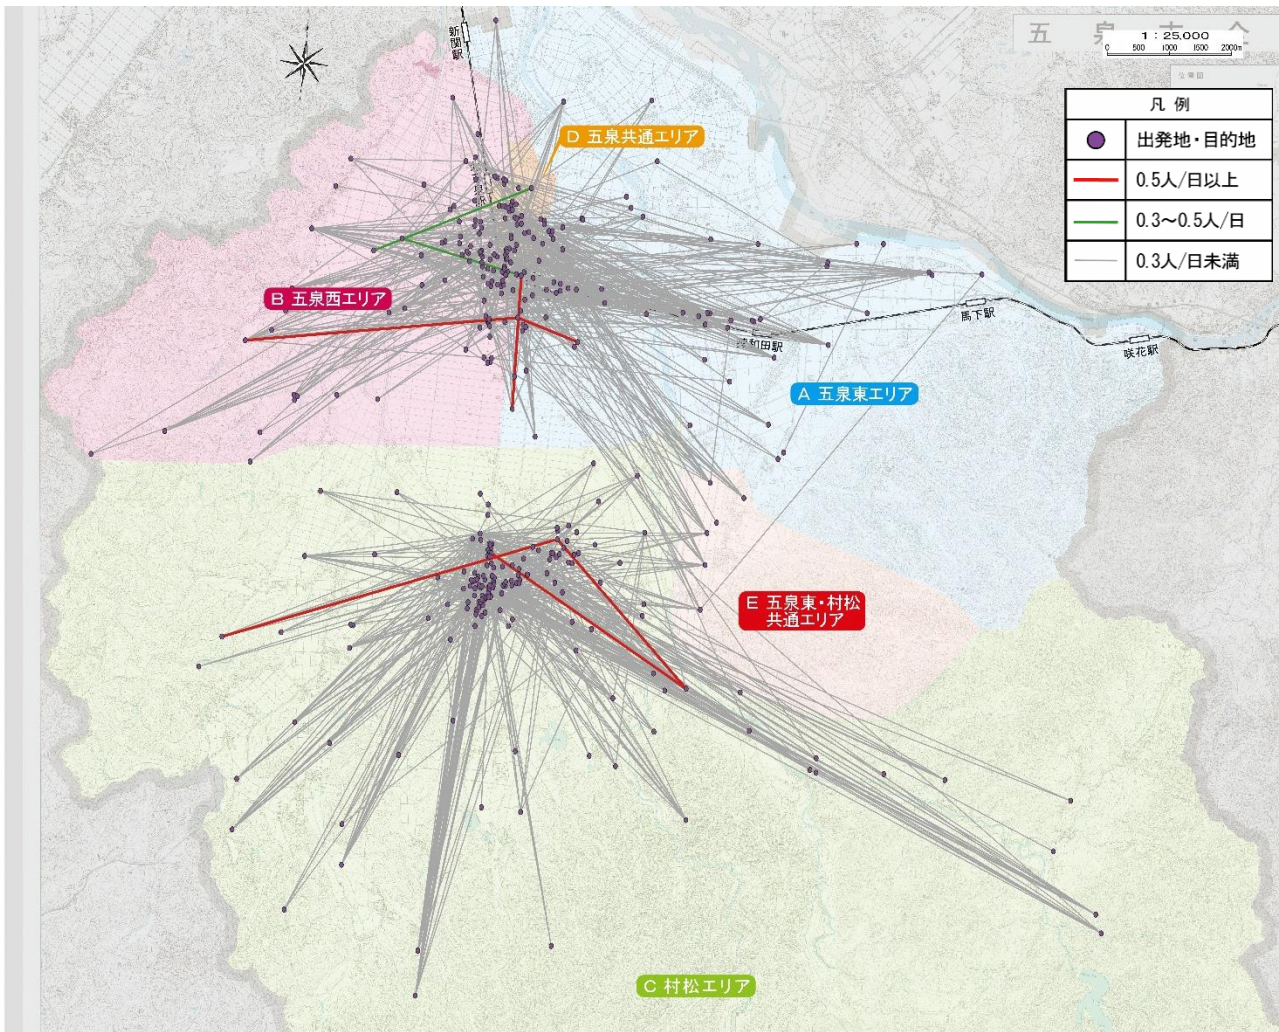 五泉市全
1：25,000
0 500 1000 1500 2000m
凡 例
出発地・目的地
0.5人/日以上
0.3～0.5人/日
0.3人/日未満
新関駅
D 五泉共通エリア
B 五泉西エリア
馬下駅
咲花駅
A 五泉東エリア
E 五泉東・村松
共通エリア
C 村松エリア